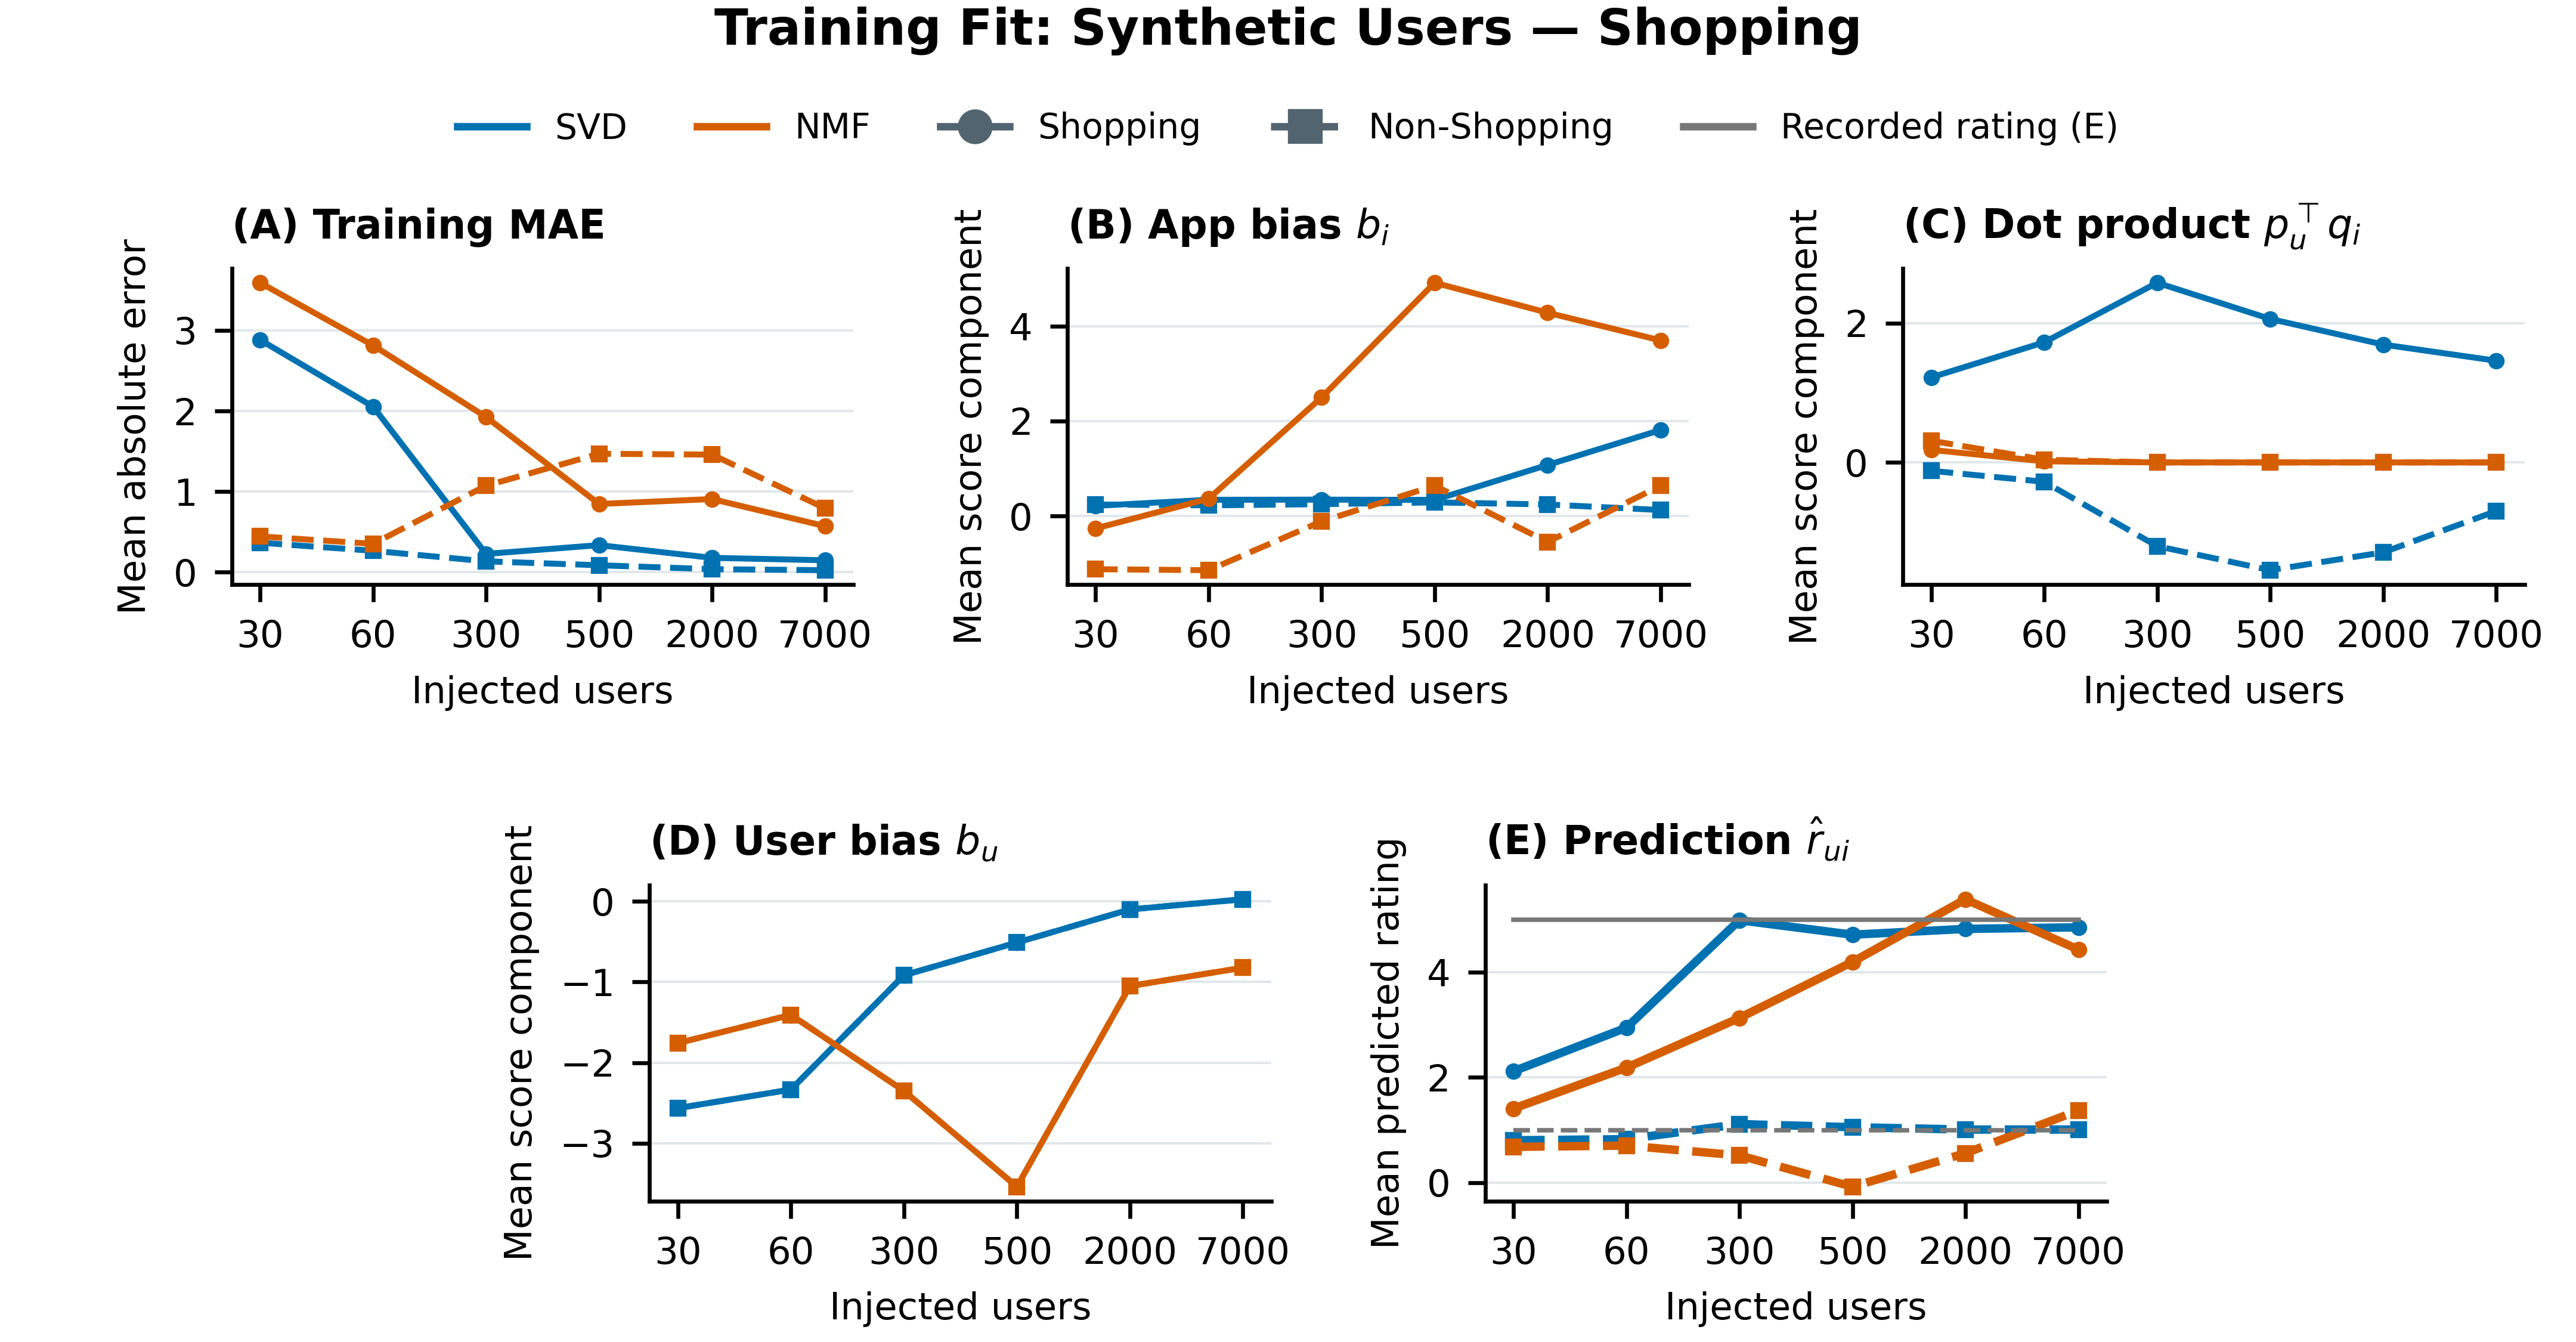 Training Fit: Synthetic Users — Shopping
SVD NMF Shopping Non-Shopping Recorded rating (E)
(A) Training MAE
Mean absolute error
3
2
1
0
30 60 300 500 2000 7000
Injected users
(B) App bias b_i
Mean score component
4
2
0
30 60 300 500 2000 7000
Injected users
(C) Dot product p_u^⊤ q_i
Mean score component
2
0
30 60 300 500 2000 7000
Injected users
(D) User bias b_u
Mean score component
0
−1
−2
−3
30 60 300 500 2000 7000
Injected users
(E) Prediction r̂_ui
Mean predicted rating
4
2
0
30 60 300 500 2000 7000
Injected users